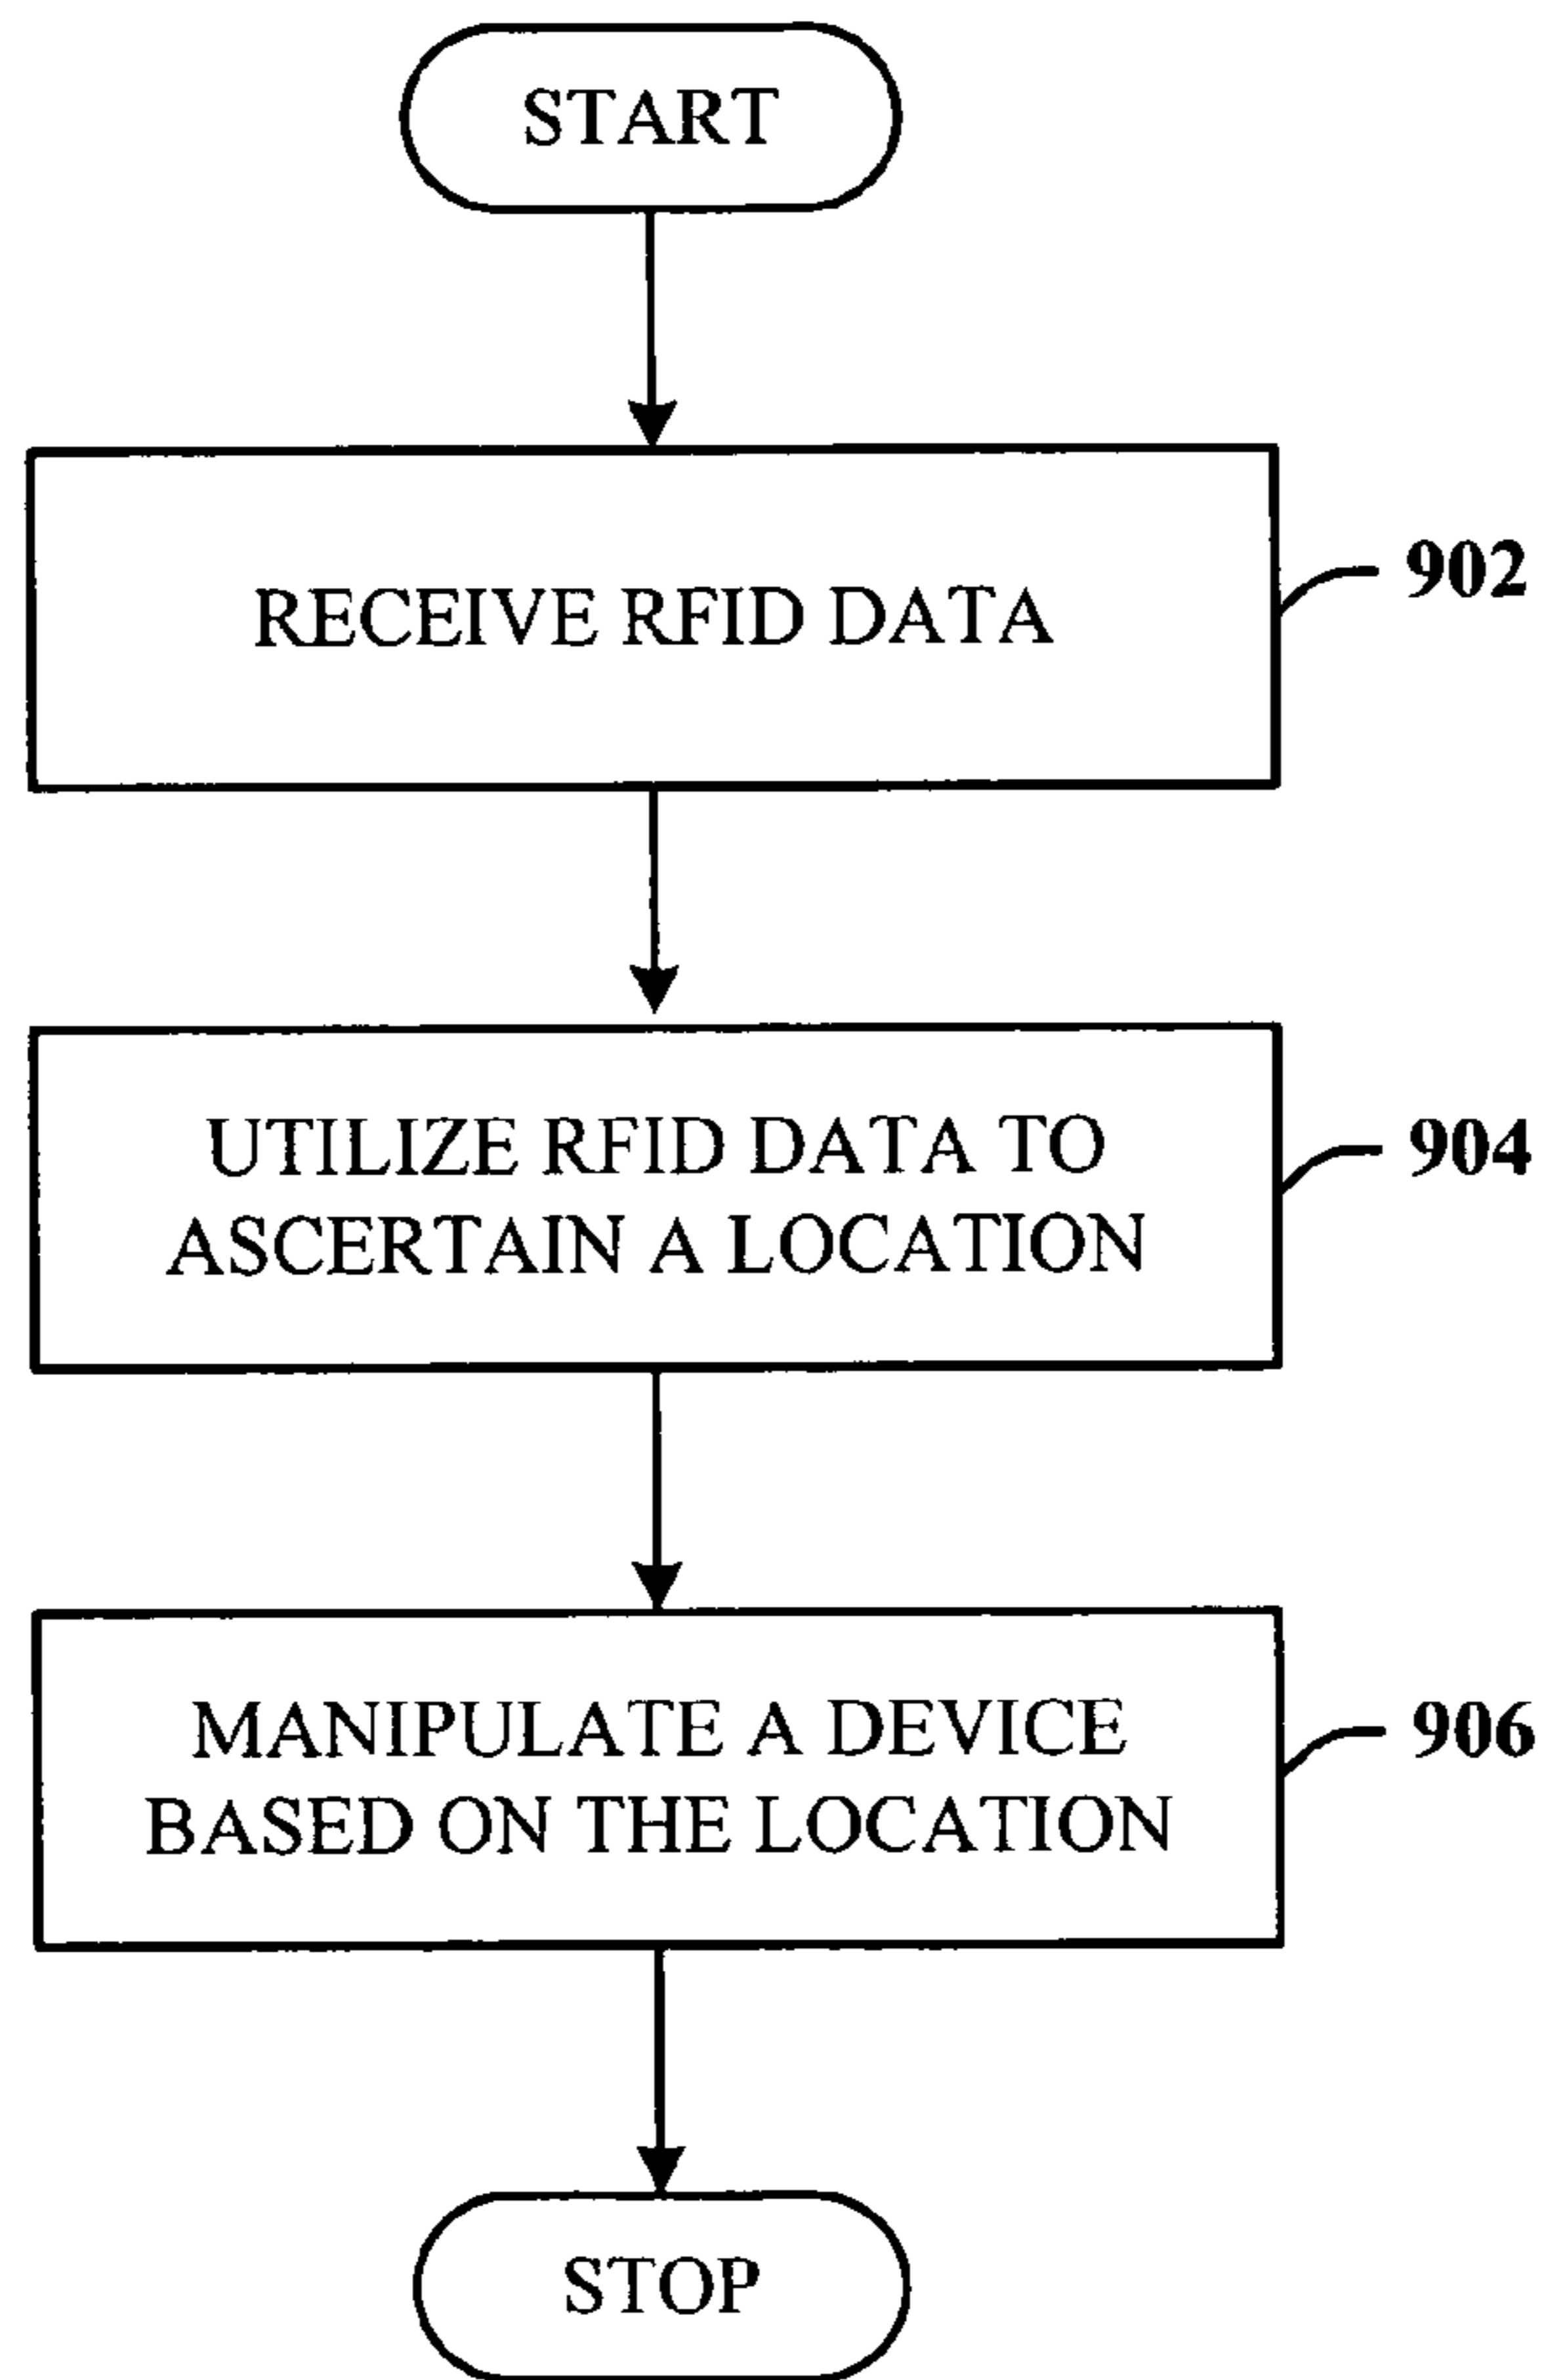 START
RECEIVE RFID DATA
902
UTILIZE RFID DATA TO
ASCERTAIN A LOCATION
904
MANIPULATE A DEVICE
BASED ON THE LOCATION
906
STOP